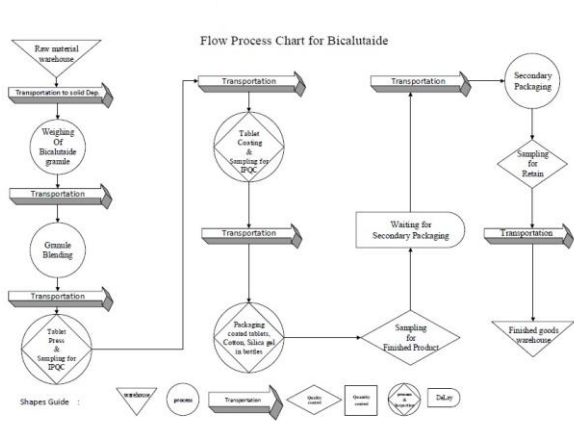 Flow Process Chart for Bicalutaide
Raw material
warehouse
Transportation to solid Dep.
Weighing
Of
Bicalutaide
gramile
Transportation
Granule
Blending
Transportation
Tablet
Press
&
Sampling for
IPQC
Transportation
Tablet
Coating
&
Sampling for
IPQC
Transportation
Packaging
coated tablets,
Cotton, Silica gel
in bottles
Sampling
for
Finished Product
Waiting for
Secondary Packaging
Transportation
Secondary
Packaging
Sampling for
Retain
Transportation
Finished goods
warehouse
Shapes Guide :
warehouse
process
Transportation
Quality
control
Quantity
control
process
&
Inspection
DeLay